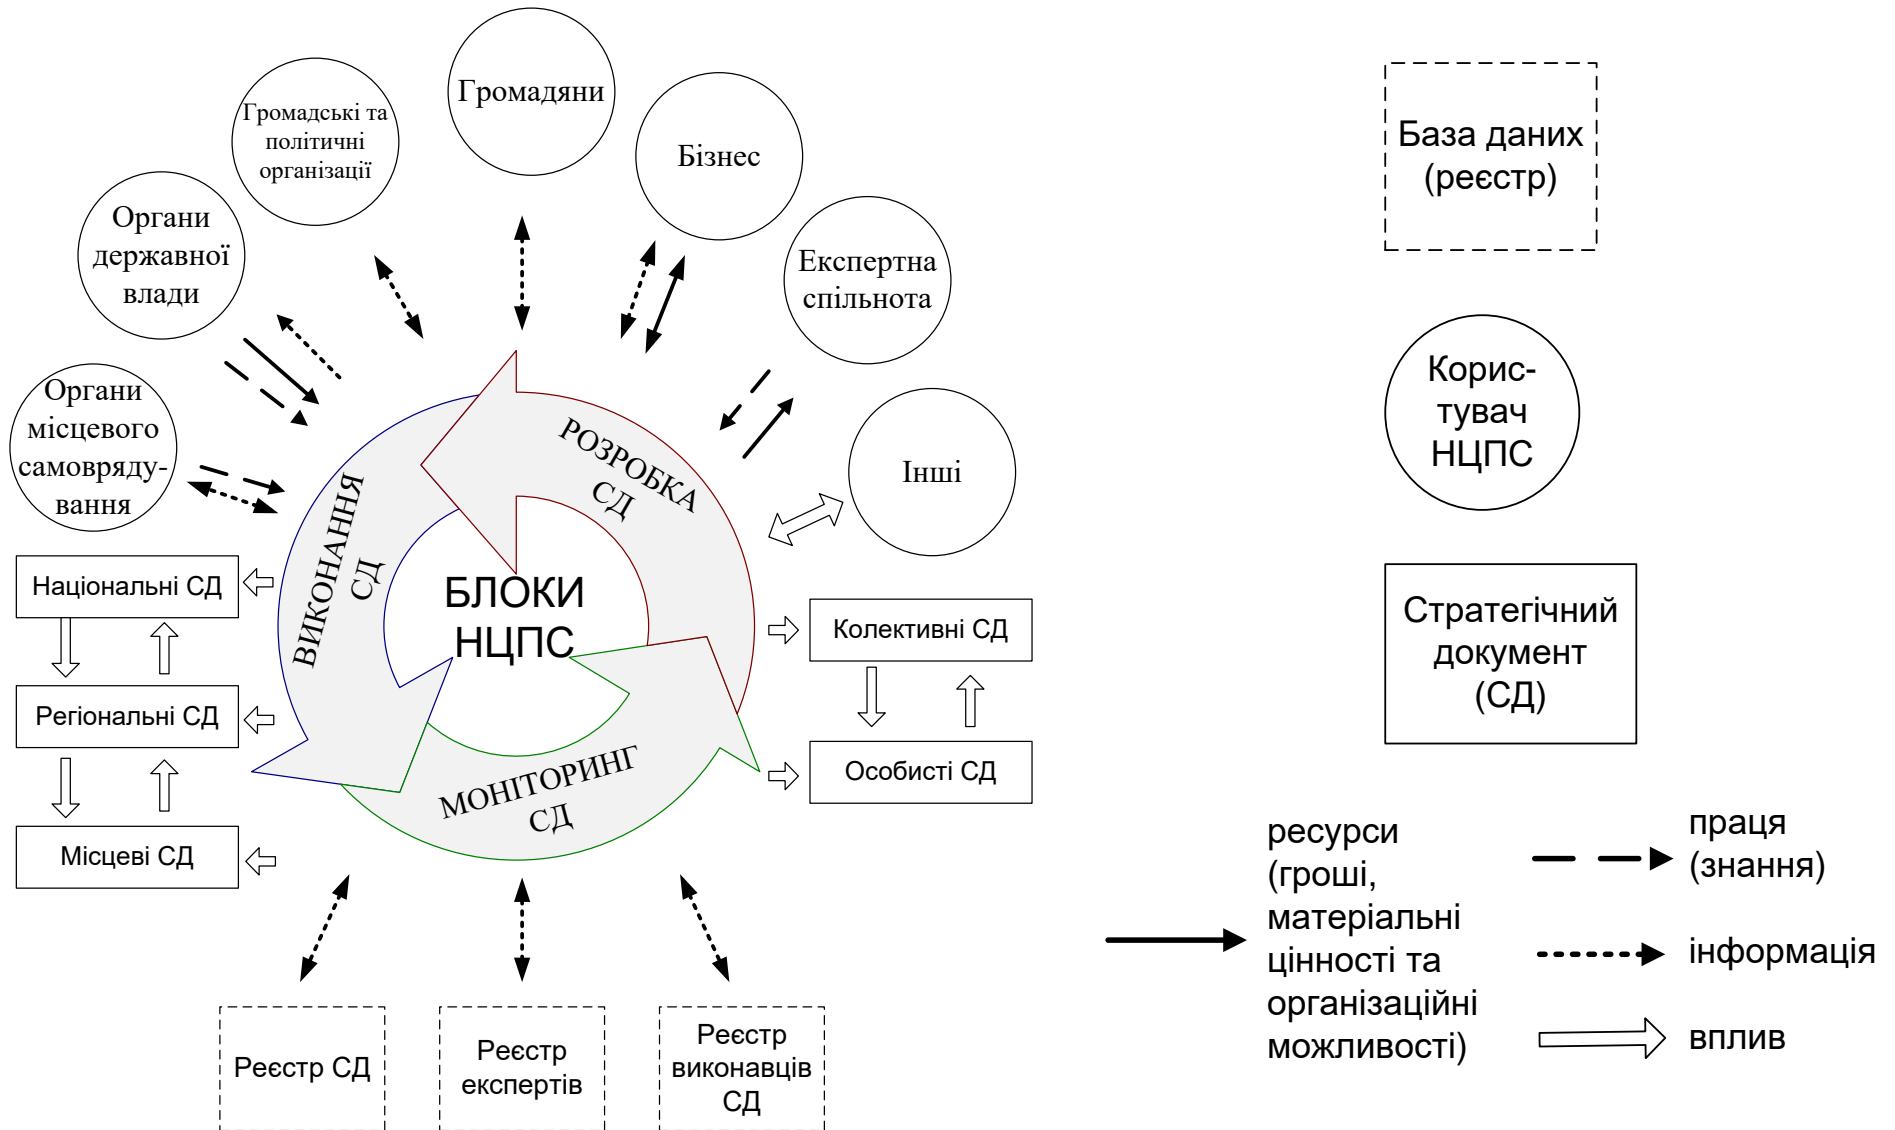 Громадяни
Громадські та
політичні
організації
Бізнес
Органи
державної
влади
Експертна
спільнота
Органи
місцевого
самовряду-
вання
Інші
РОЗРОБКА
СД
ВИКОНАННЯ
СД
МОНІТОРИНГ
СД
БЛОКИ
НЦПС
Національні СД
Регіональні СД
Місцеві СД
Колективні СД
Особисті СД
Реєстр СД
Реєстр
експертів
Реєстр
виконавців
СД
База даних
(реєстр)
Корис-
тувач
НЦПС
Стратегічний
документ
(СД)
ресурси
(гроші,
матеріальні
цінності та
організаційні
можливості)
праця
(знання)
інформація
вплив